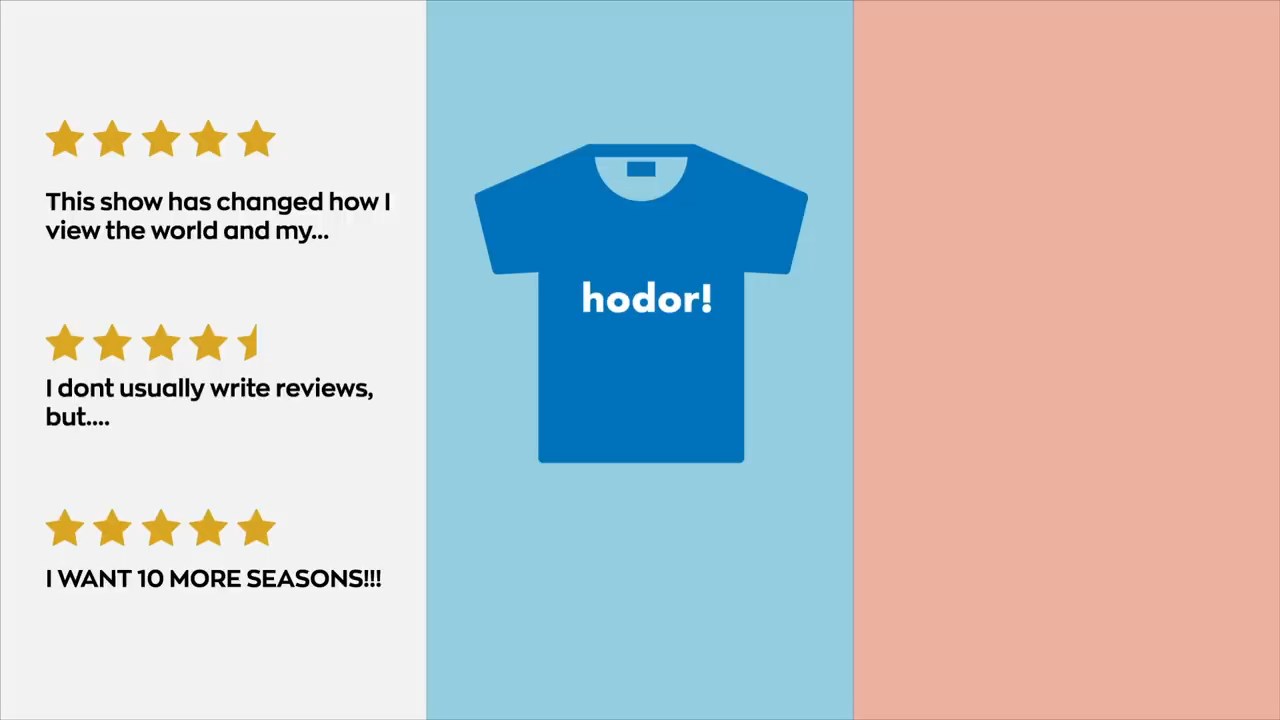 This show has changed how I
view the world and my...
I dont usually write reviews,
but....
I WANT 10 MORE SEASONS!!!
hodor!